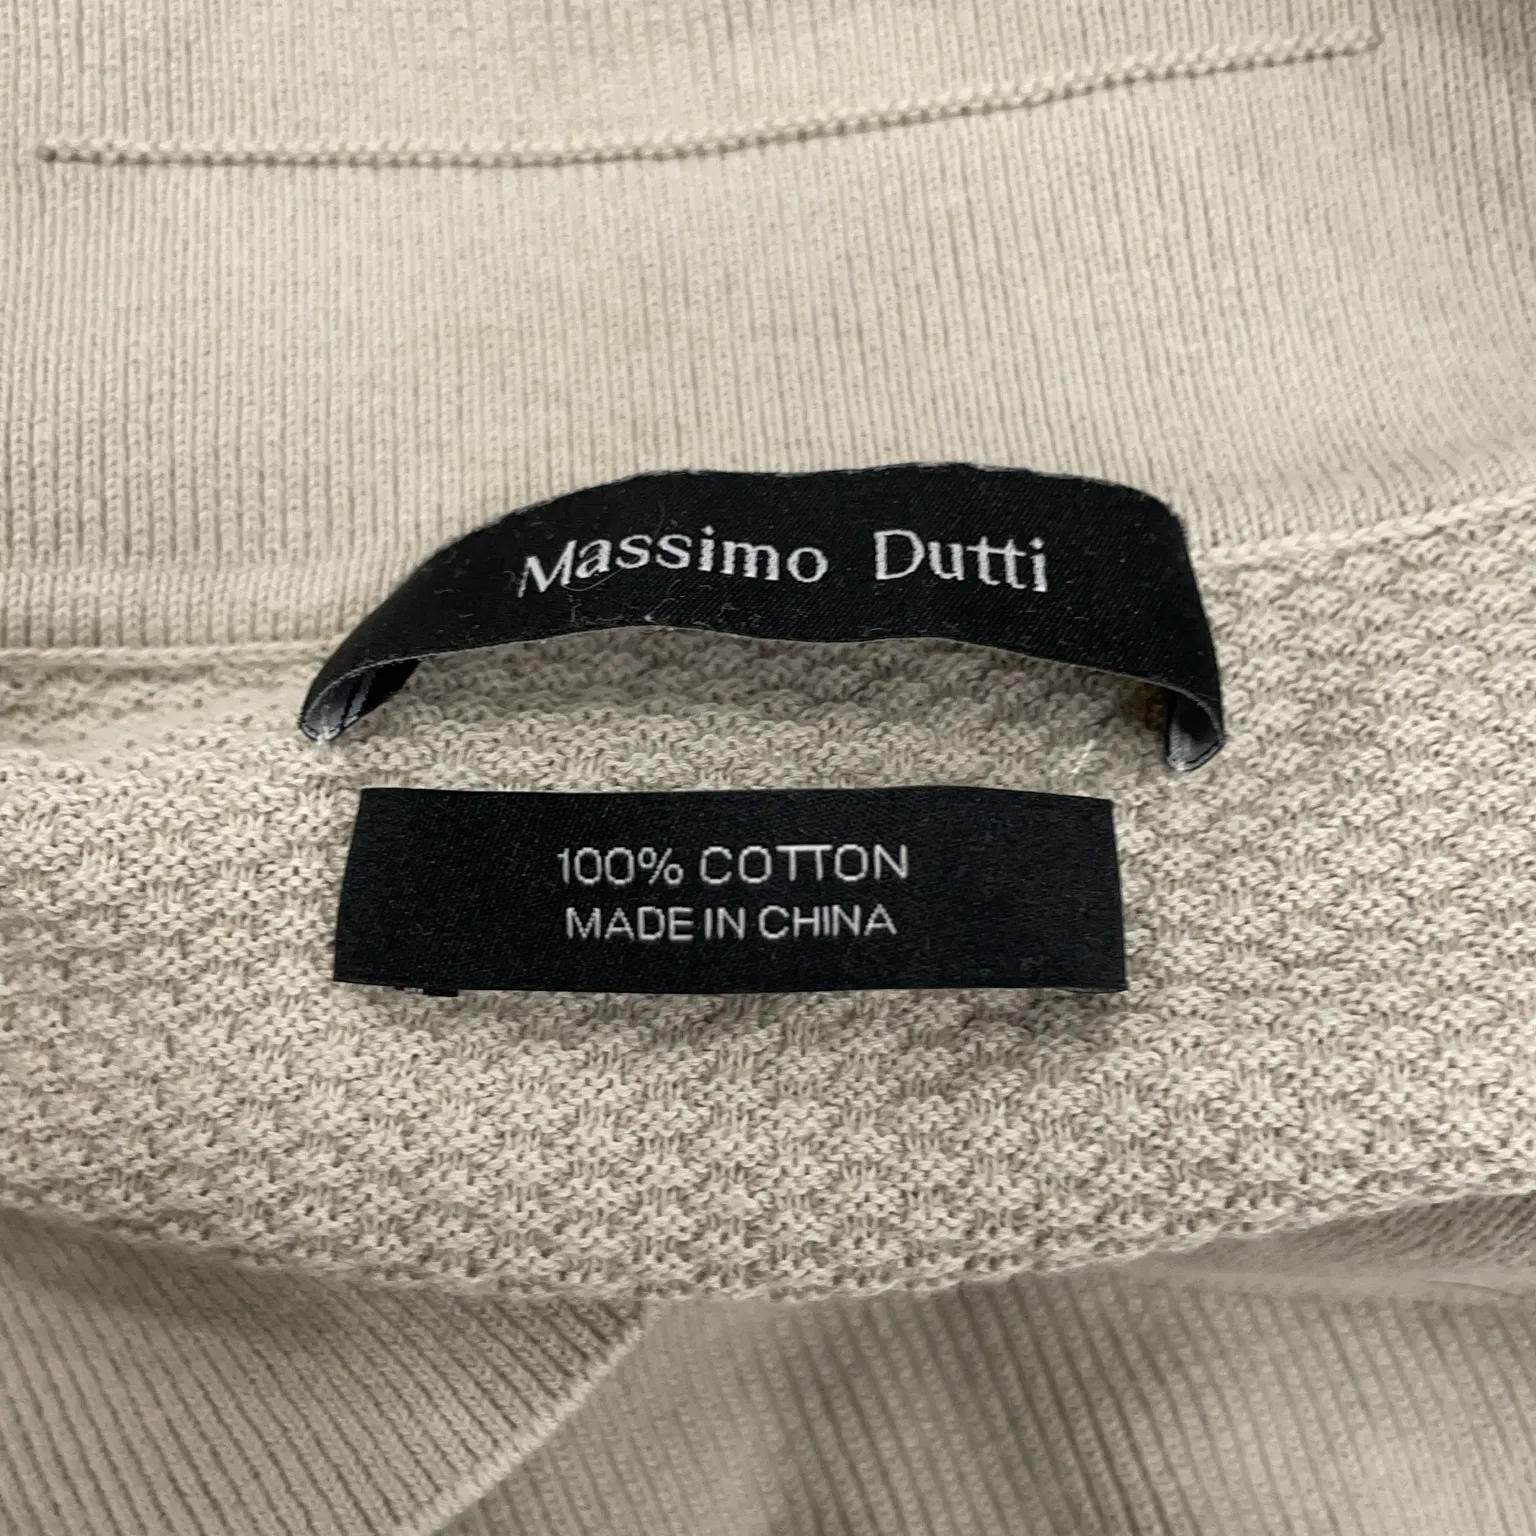 Massimo Dutti
100% COTTON
MADE IN CHINA